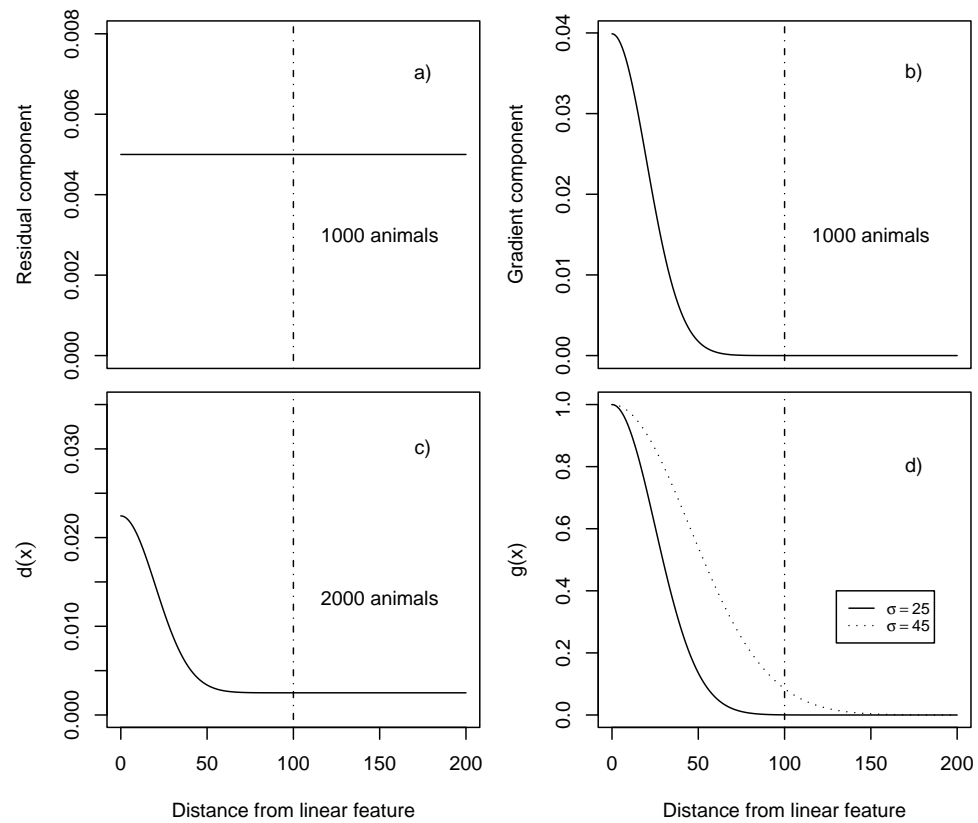 Residual component
0.000
0.002
0.004
0.006
0.008
a)
1000 animals
Gradient component
0.00
0.01
0.02
0.03
0.04
b)
1000 animals
d(x)
0.000
0.010
0.020
0.030
c)
2000 animals
0
50
100
150
200
Distance from linear feature
g(x)
0.0
0.2
0.4
0.6
0.8
1.0
d)
σ = 25
σ = 45
0
50
100
150
200
Distance from linear feature